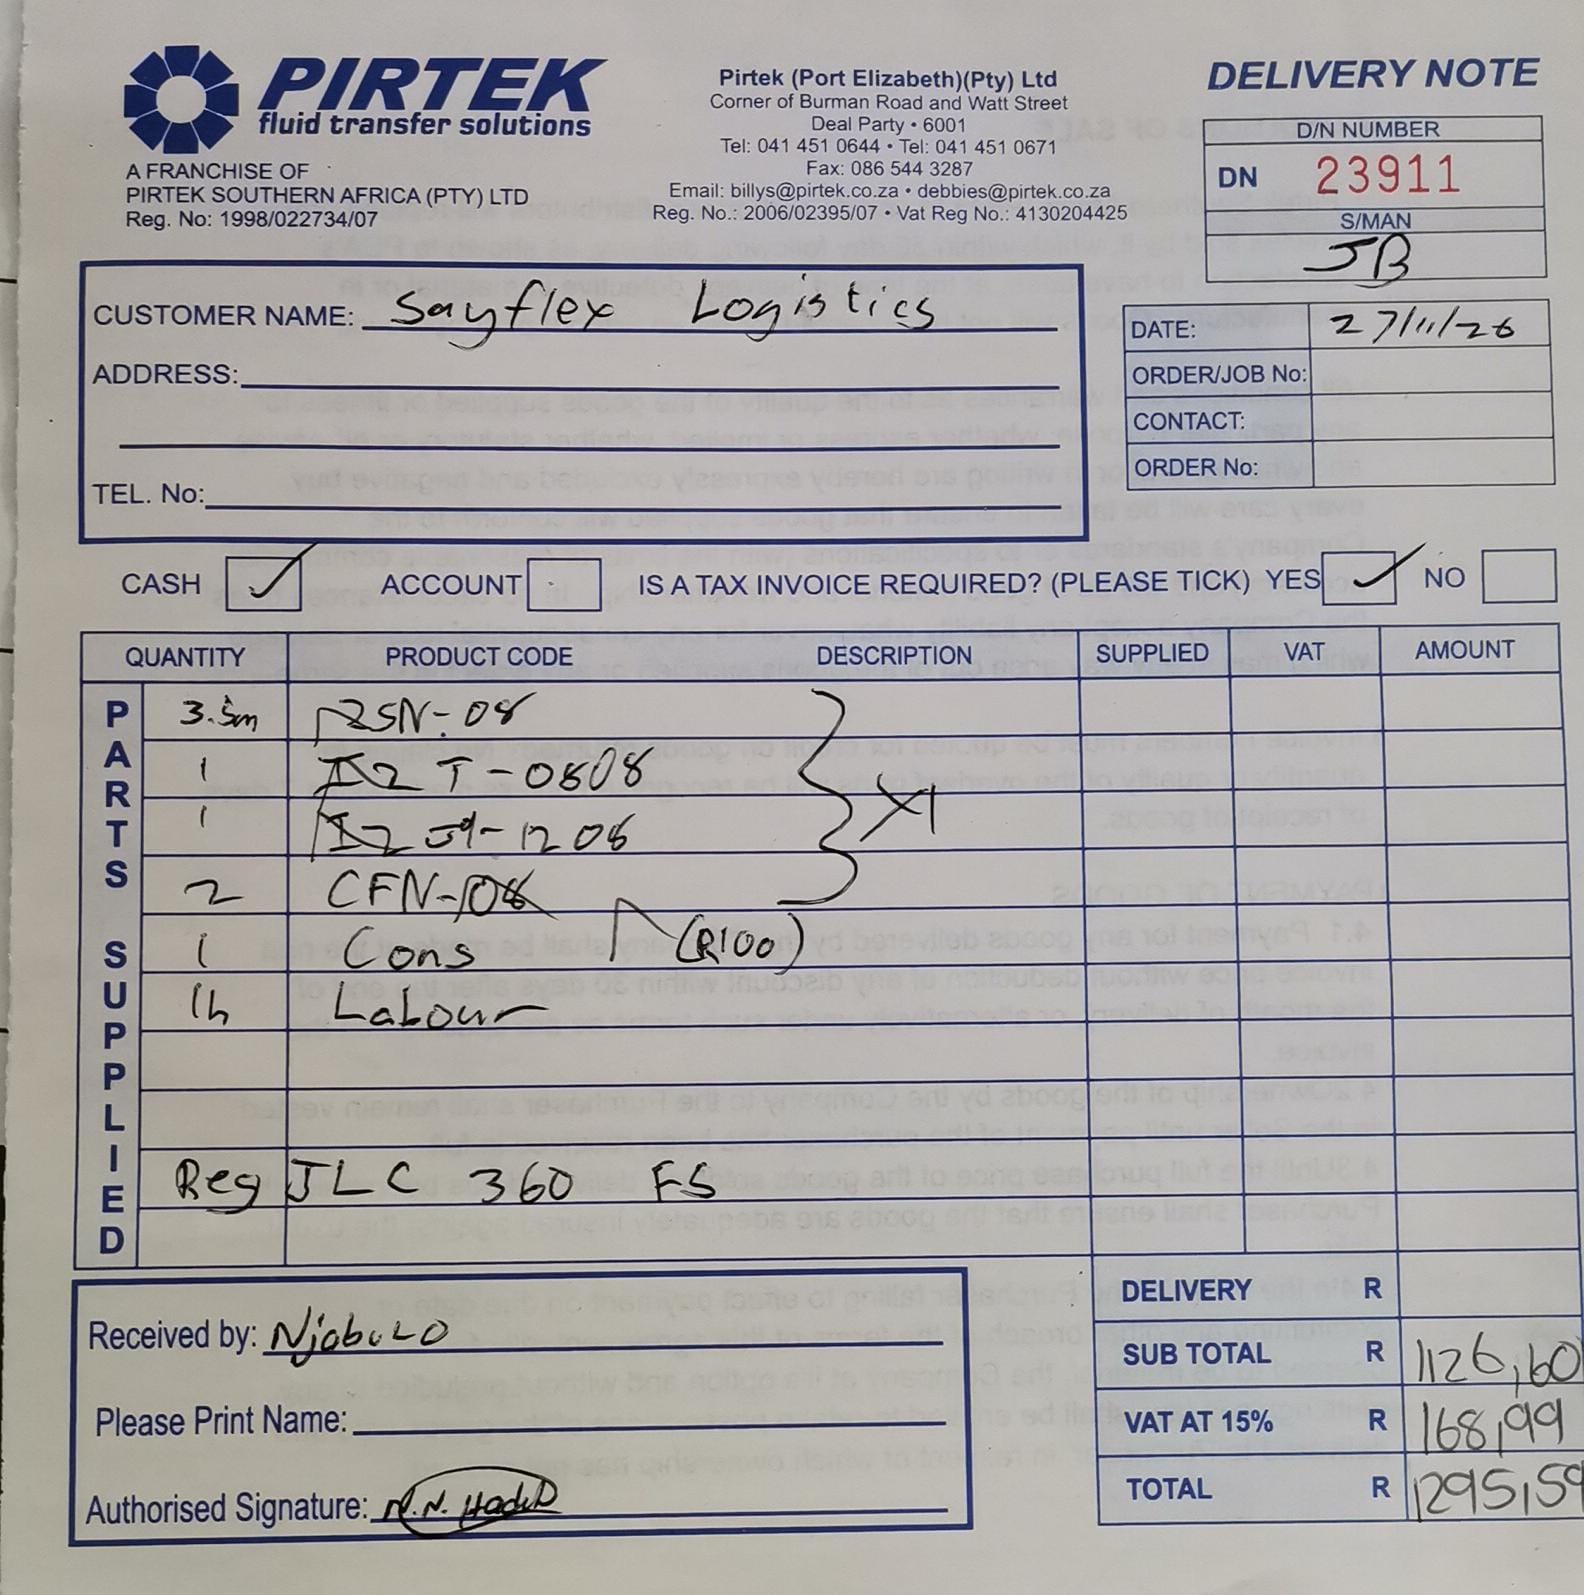 PIRTEK
fluid transfer solutions
A FRANCHISE OF
PIRTEK SOUTHERN AFRICA (PTY) LTD
Reg. No: 1998/022734/07
Pirtek (Port Elizabeth)(Pty) Ltd
Corner of Burman Road and Watt Street
Deal Party • 6001
Tel: 041 451 0644 • Tel: 041 451 0671
Fax: 086 544 3287
Email: billys@pirtek.co.za • debbies@pirtek.co.za
Reg. No.: 2006/02395/07 • Vat Reg No.: 4130204425
DELIVERY NOTE
D/N NUMBER
DN 23911
S/MAN
JB
CUSTOMER NAME: Sayflex Logistics
ADDRESS:
TEL. No:
DATE: 27/11/26
ORDER/JOB No:
CONTACT:
ORDER No:
CASH ✓ ACCOUNT IS A TAX INVOICE REQUIRED? (PLEASE TICK) YES ✓ NO
QUANTITY PRODUCT CODE DESCRIPTION SUPPLIED VAT AMOUNT
PARTS SUPPLIED
3.5m 2SN-08
1
1
X1
2 CFN-08
1 Cons (R100)
1h Labour
Reg JLC 360 FS
Received by: Njabulo
Please Print Name:
Authorised Signature:
DELIVERY R
SUB TOTAL R 1126,60
VAT AT 15% R 168,99
TOTAL R 1295,59